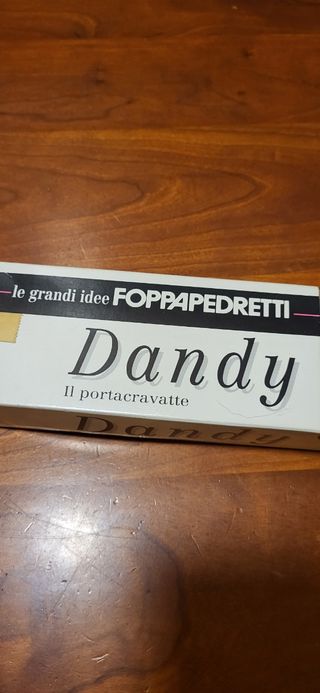 le grandi idee FOPPAPEDRETTI
Dandy
Il portacravatte
Dandy